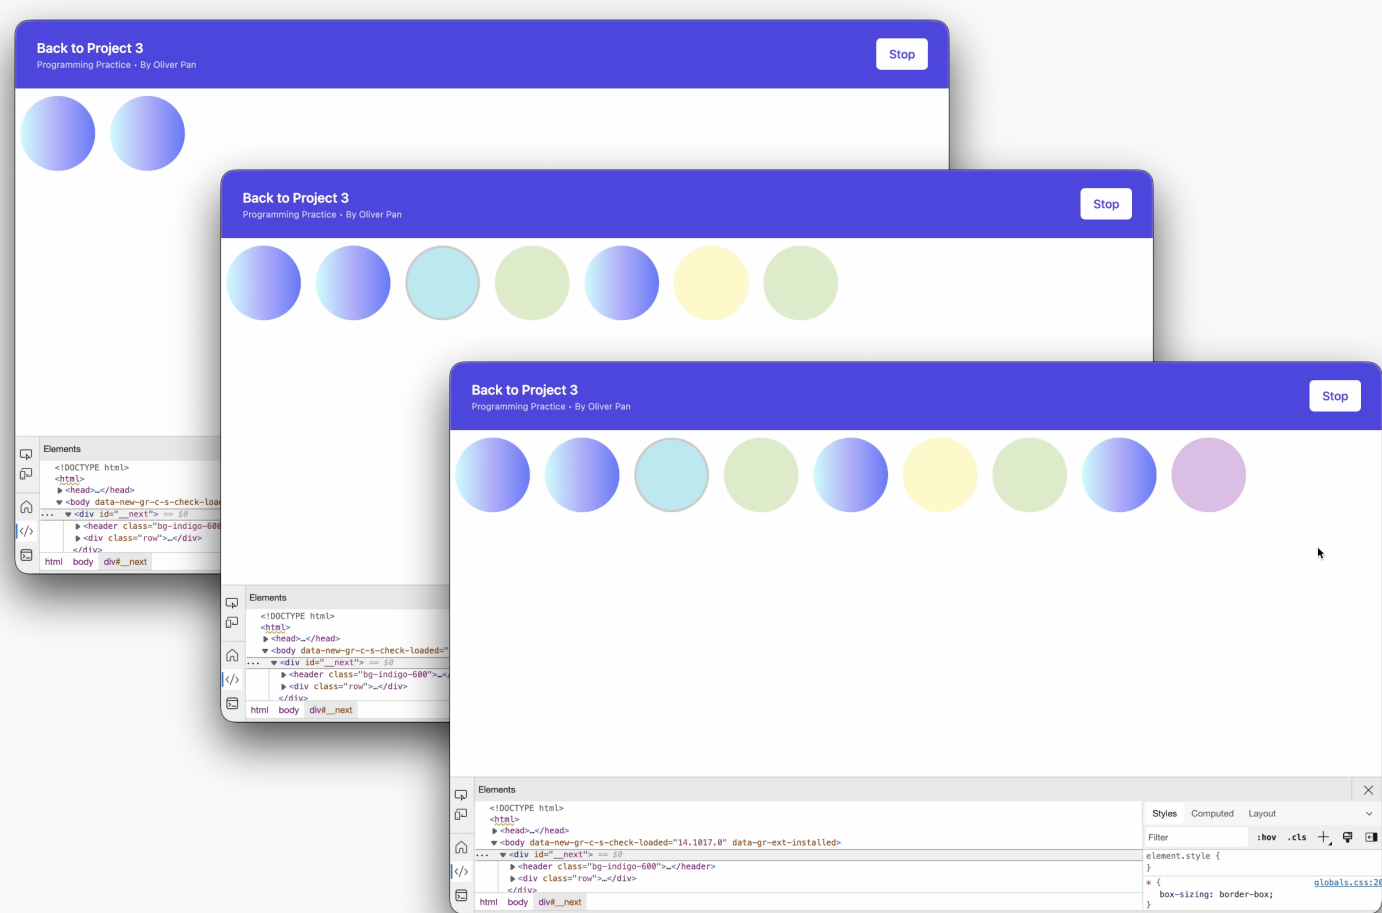 Back to Project 3
Programming Practice • By Oliver Pan
Stop
Elements
<!DOCTYPE html>
<html>
<head>…</head>
<body data-new-gr-c-s-check-loa
<div id="__next"> == $0
<header class="bg-indigo-600
<div class="row">…</div>
</div>
html body div#__next
Back to Project 3
Programming Practice • By Oliver Pan
Stop
Elements
<!DOCTYPE html>
<html>
<head>…</head>
<body data-new-gr-c-s-check-loaded="
<div id="__next"> == $0
<header class="bg-indigo-600">…</
<div class="row">…</div>
</div>
html body div#__next
Back to Project 3
Programming Practice • By Oliver Pan
Stop
Elements
<!DOCTYPE html>
<html>
<head>…</head>
<body data-new-gr-c-s-check-loaded="14.1017.0" data-gr-ext-installed>
<div id="__next"> == $0
<header class="bg-indigo-600">…</header>
<div class="row">…</div>
</div>
html body div#__next
Styles Computed Layout
Filter :hov .cls
element.style {
}
* { globals.css:20
box-sizing: border-box;
}